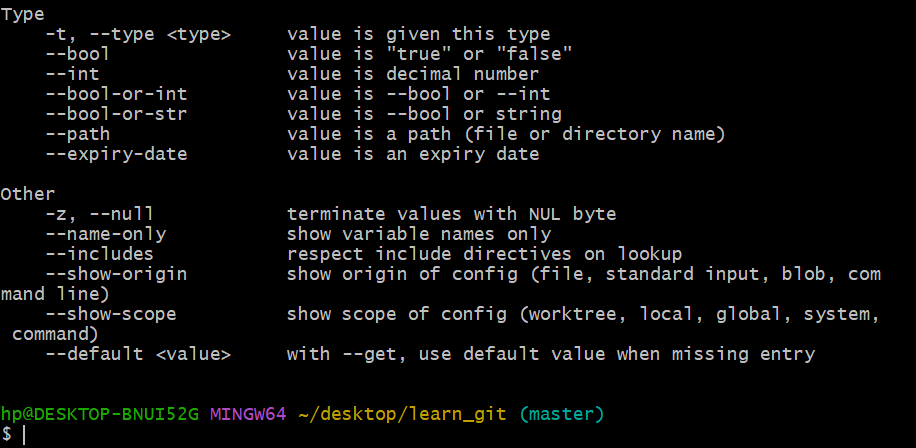 Type
    -t, --type <type>     value is given this type
    --bool                value is "true" or "false"
    --int                 value is decimal number
    --bool-or-int         value is --bool or --int
    --bool-or-str         value is --bool or string
    --path                value is a path (file or directory name)
    --expiry-date         value is an expiry date

Other
    -z, --null            terminate values with NUL byte
    --name-only           show variable names only
    --includes            respect include directives on lookup
    --show-origin         show origin of config (file, standard input, blob, com
mand line)
    --show-scope          show scope of config (worktree, local, global, system,
 command)
    --default <value>     with --get, use default value when missing entry

hp@DESKTOP-BNUI52G MINGW64 ~/desktop/learn_git (master)
$